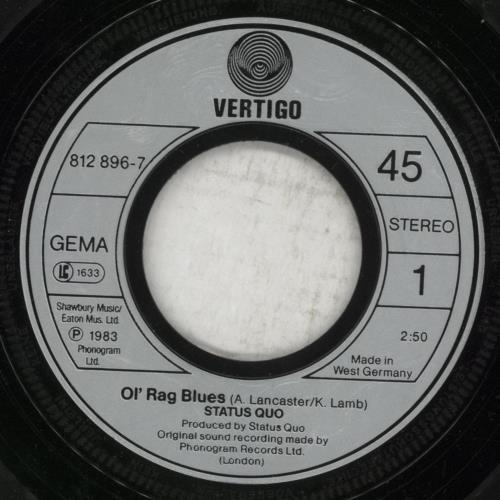 VERTIGO
812 896-7
45
GEMA
STEREO
LC 1633
1
Shawbury Music/
Eaton Mus. Ltd.
Ⓟ 1983
Phonogram
Ltd.
2:50
Made in
West Germany
Ol' Rag Blues (A. Lancaster/K. Lamb)
STATUS QUO
Produced by Status Quo
Original sound recording made by
Phonogram Records Ltd.
(London)